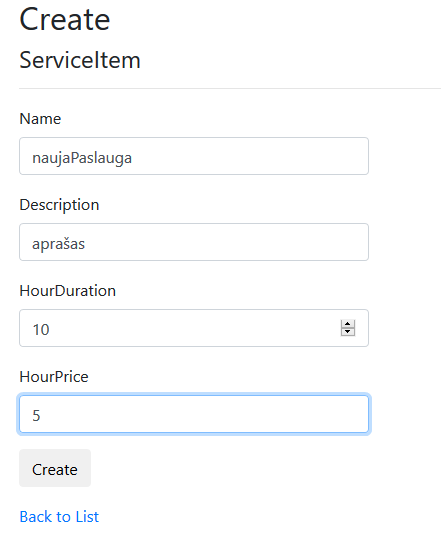 Create
ServiceItem
Name
naujaPaslauga
Description
aprašas
HourDuration
10
HourPrice
5
Create
Back to List